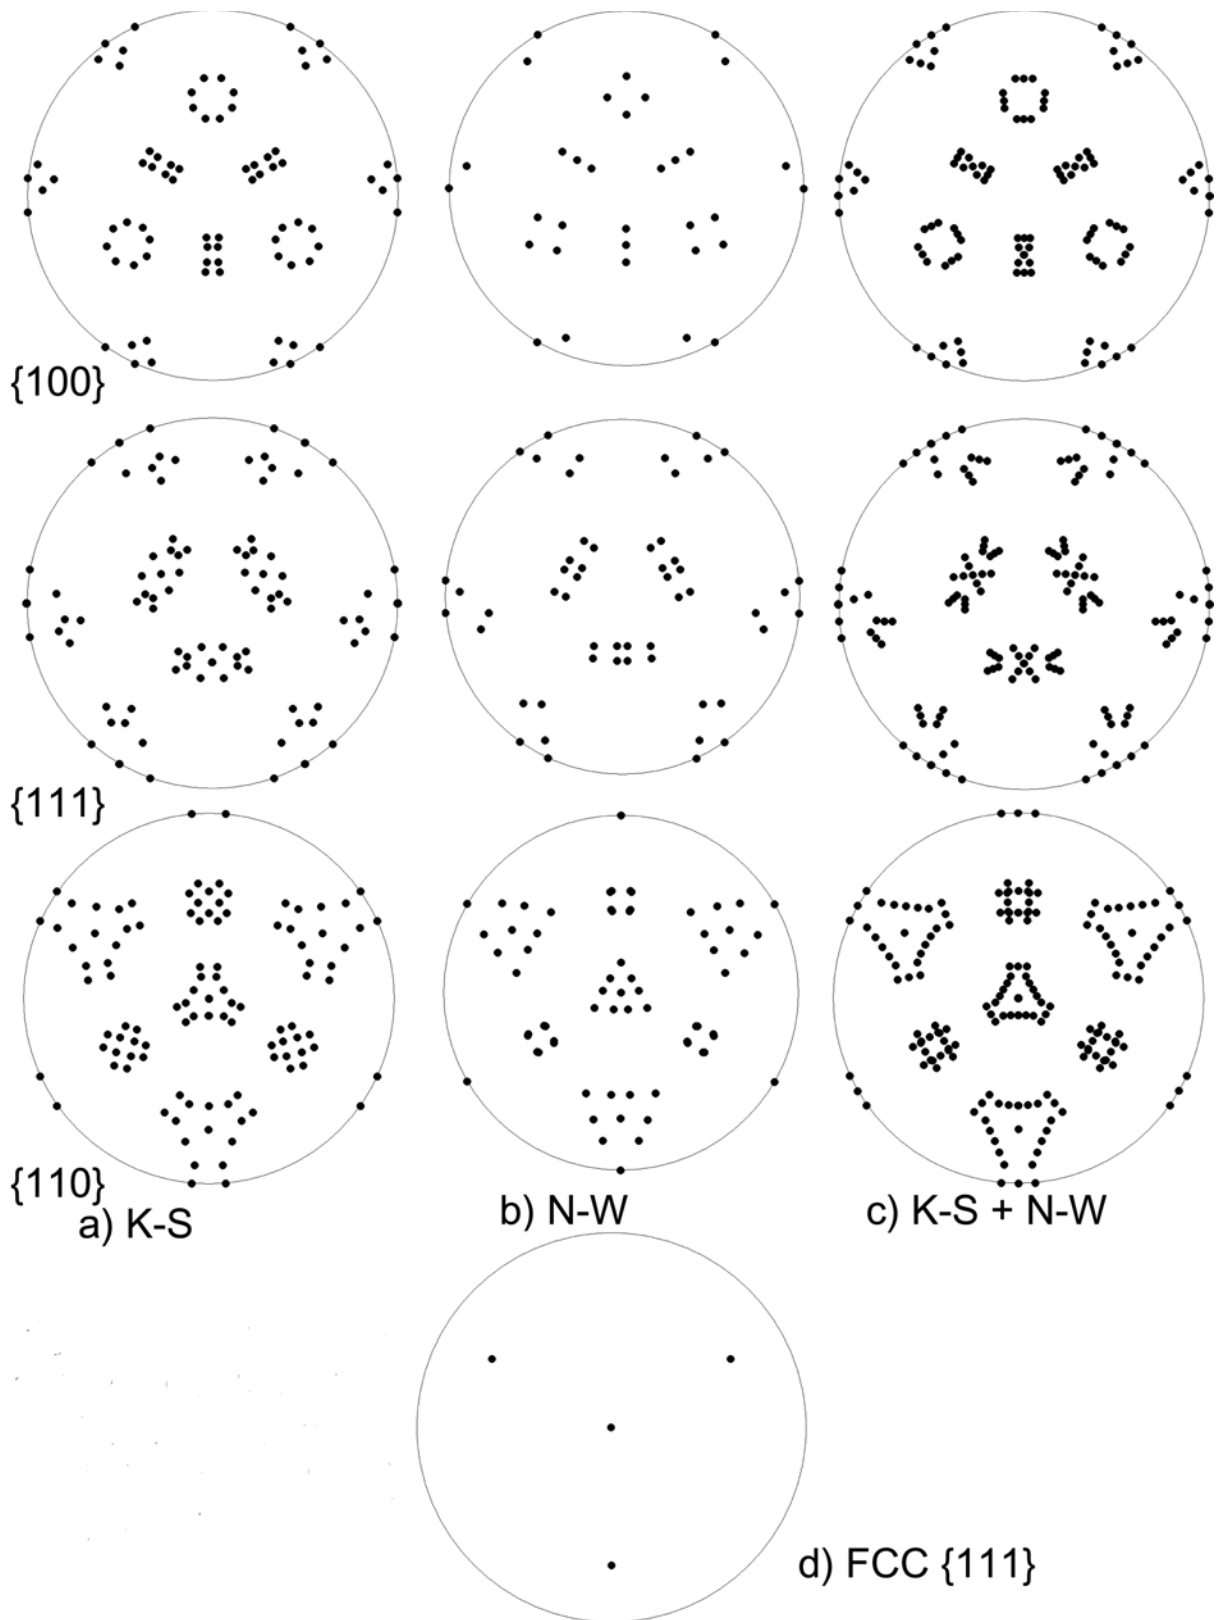 {100}
{111}
{110}
a) K-S
b) N-W
c) K-S + N-W
d) FCC {111}